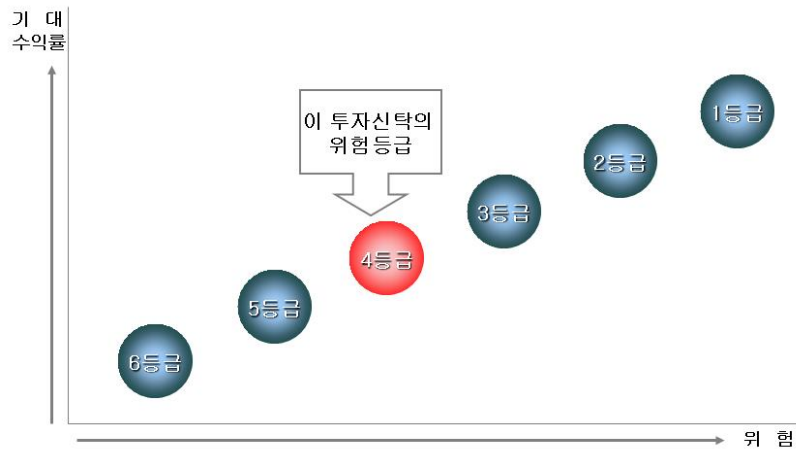 기 대
수익률
이 투자신탁의
위험등급
1등급
2등급
3등급
4등급
5등급
6등급
위 험